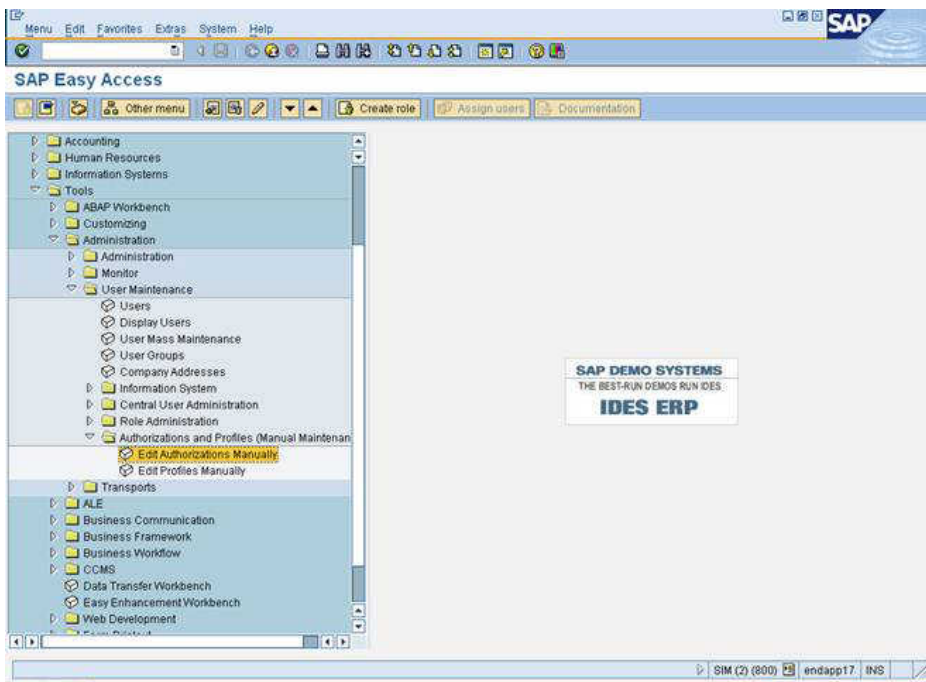 Menu Edit Favorites Extras System Help
SAP
SAP Easy Access
Other menu Create role Assign users Documentation
Accounting
Human Resources
Information Systems
Tools
ABAP Workbench
Customizing
Administration
Administration
Monitor
User Maintenance
Users
Display Users
User Mass Maintenance
User Groups
Company Addresses
Information System
Central User Administration
Role Administration
Authorizations and Profiles (Manual Maintenan
Edit Authorizations Manually
Edit Profiles Manually
Transports
ALE
Business Communication
Business Framework
Business Workflow
CCMS
Data Transfer Workbench
Easy Enhancement Workbench
Web Development
SAP DEMO SYSTEMS
THE BEST-RUN DEMOS RUN IDES
IDES ERP
SIM (2) (800) endapp17 INS